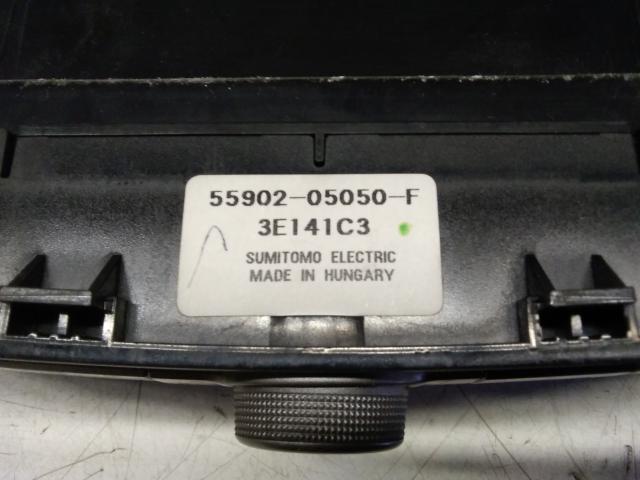 55902-05050-F
3E141C3
SUMITOMO ELECTRIC
MADE IN HUNGARY